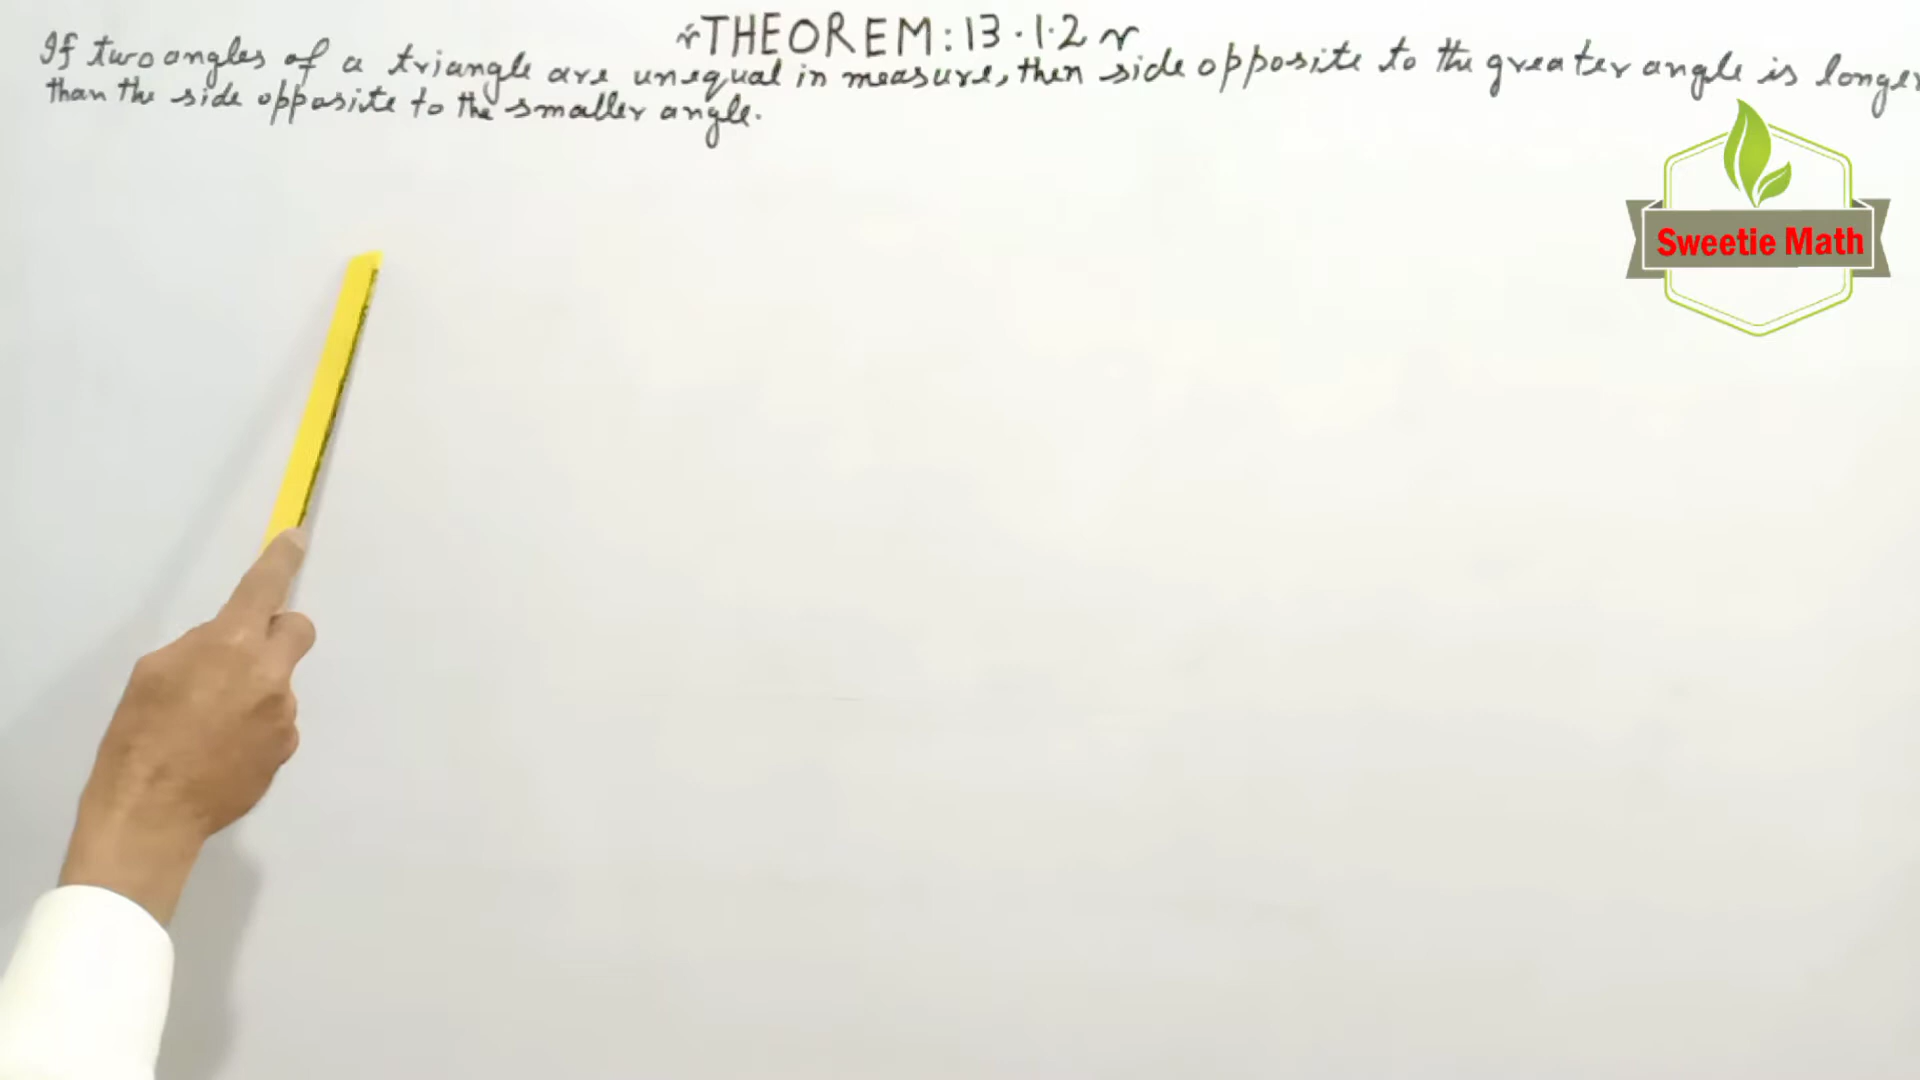 THEOREM: 13.1.2
If two angles of a triangle are unequal in measure, then side opposite to the greater angle is longer
than the side opposite to the smaller angle.
Sweetie Math